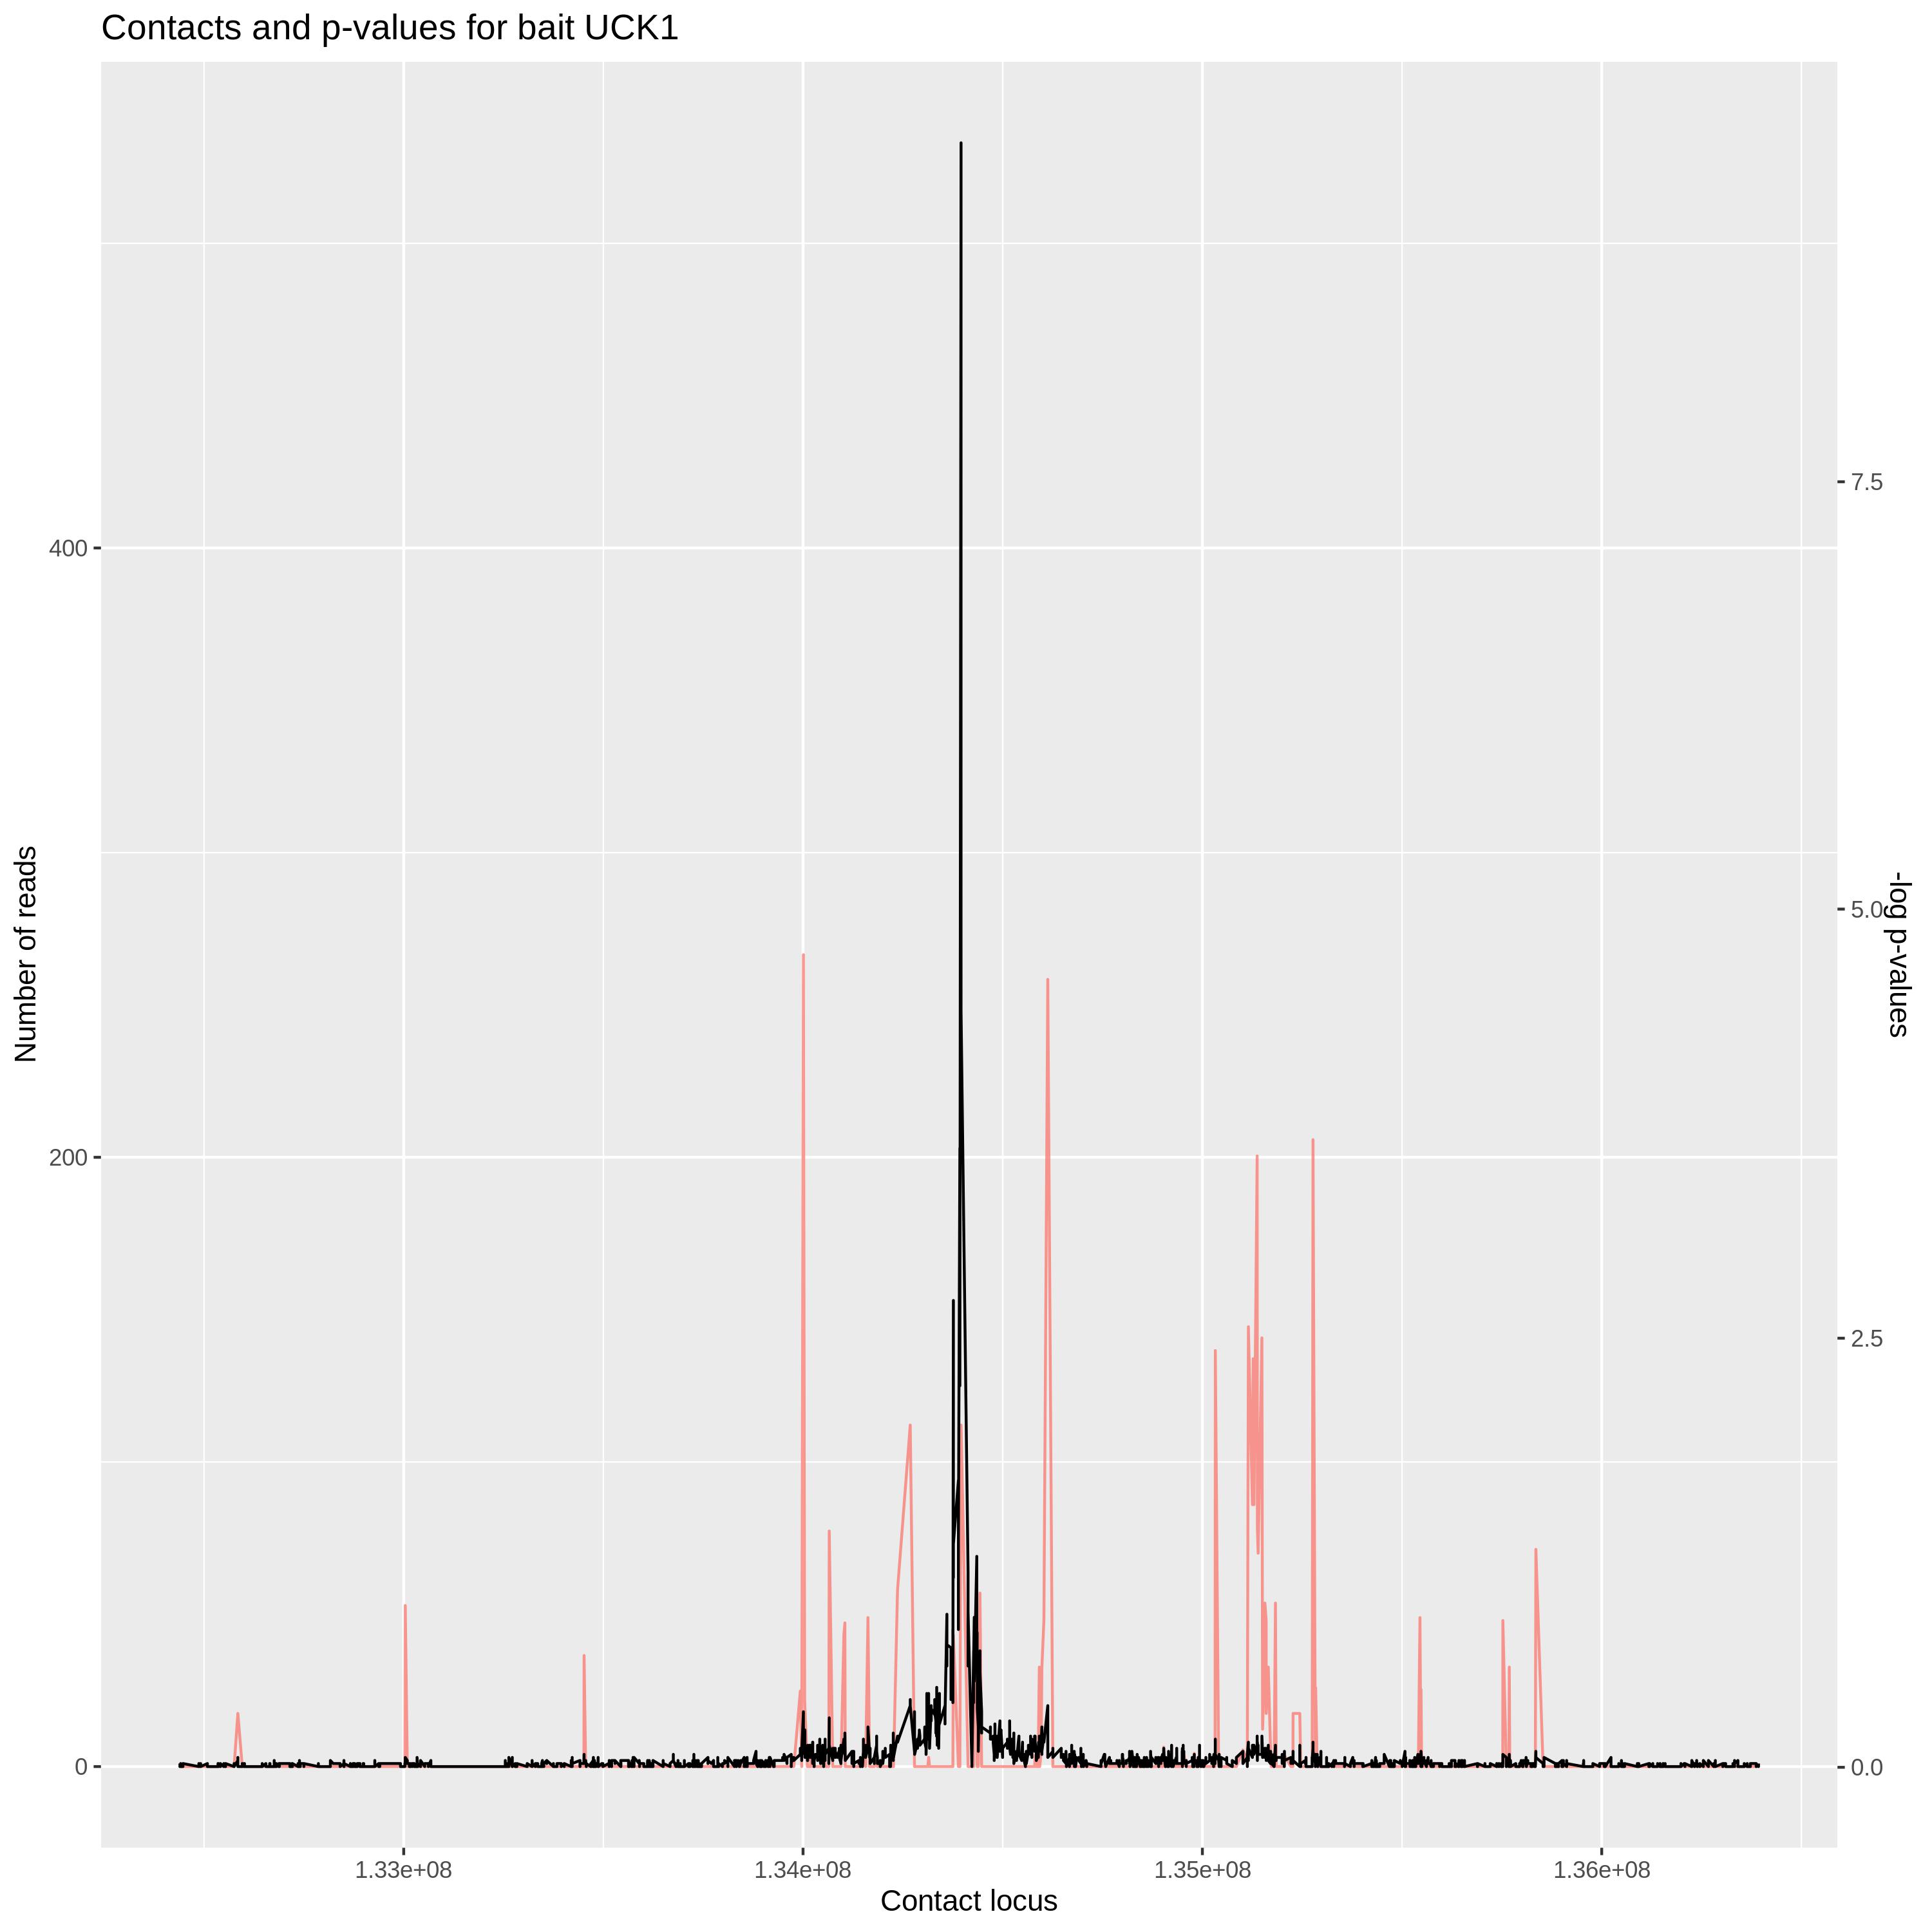 Contacts and p-values for bait UCK1
Number of reads
400
200
0
7.5
5.0
2.5
0.0
-log p-values
1.33e+08
1.34e+08
1.35e+08
1.36e+08
Contact locus